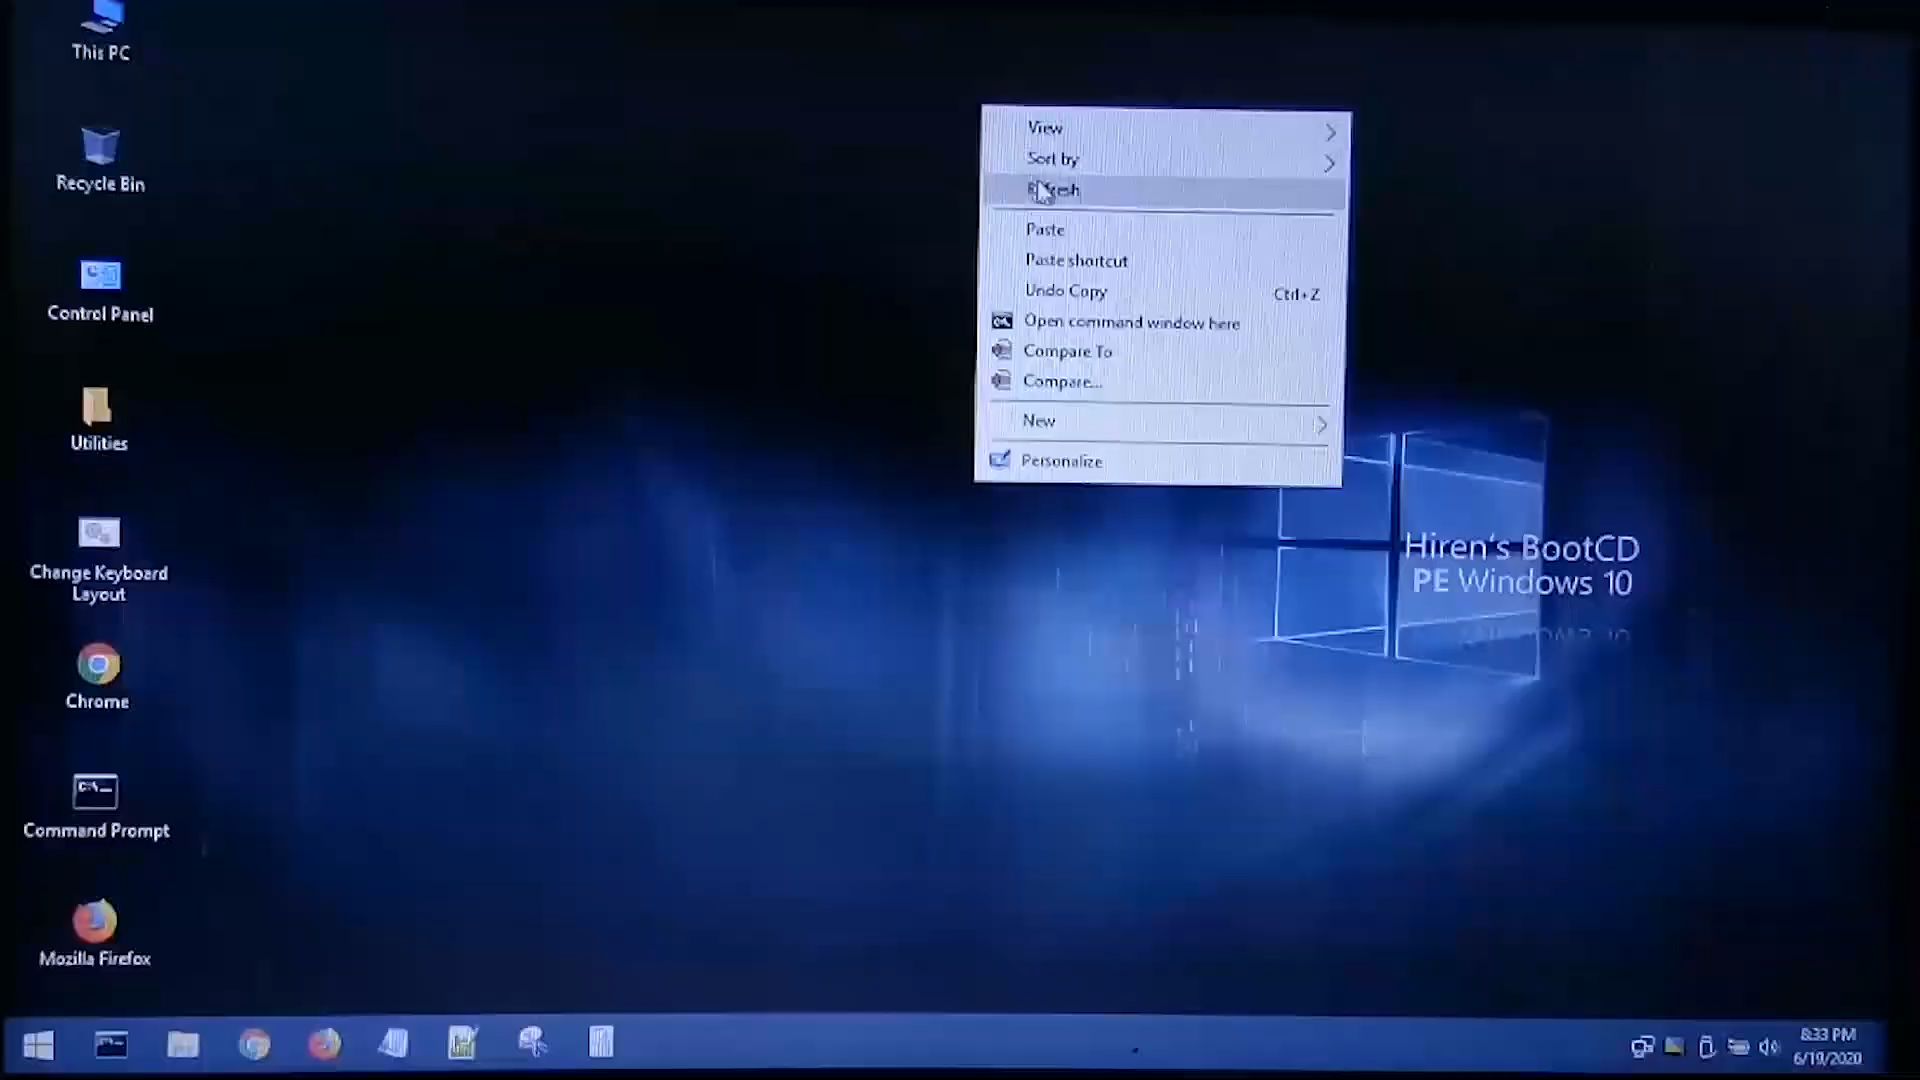 This PC
Recycle Bin
Control Panel
Utilities
Change Keyboard
Layout
Chrome
Command Prompt
Mozilla Firefox
View
Sort by
Refresh
Paste
Paste shortcut
Undo Copy Ctrl+Z
Open command window here
Compare To
Compare...
New
Personalize
Hiren's BootCD
PE Windows 10
8:33 PM
6/19/2020